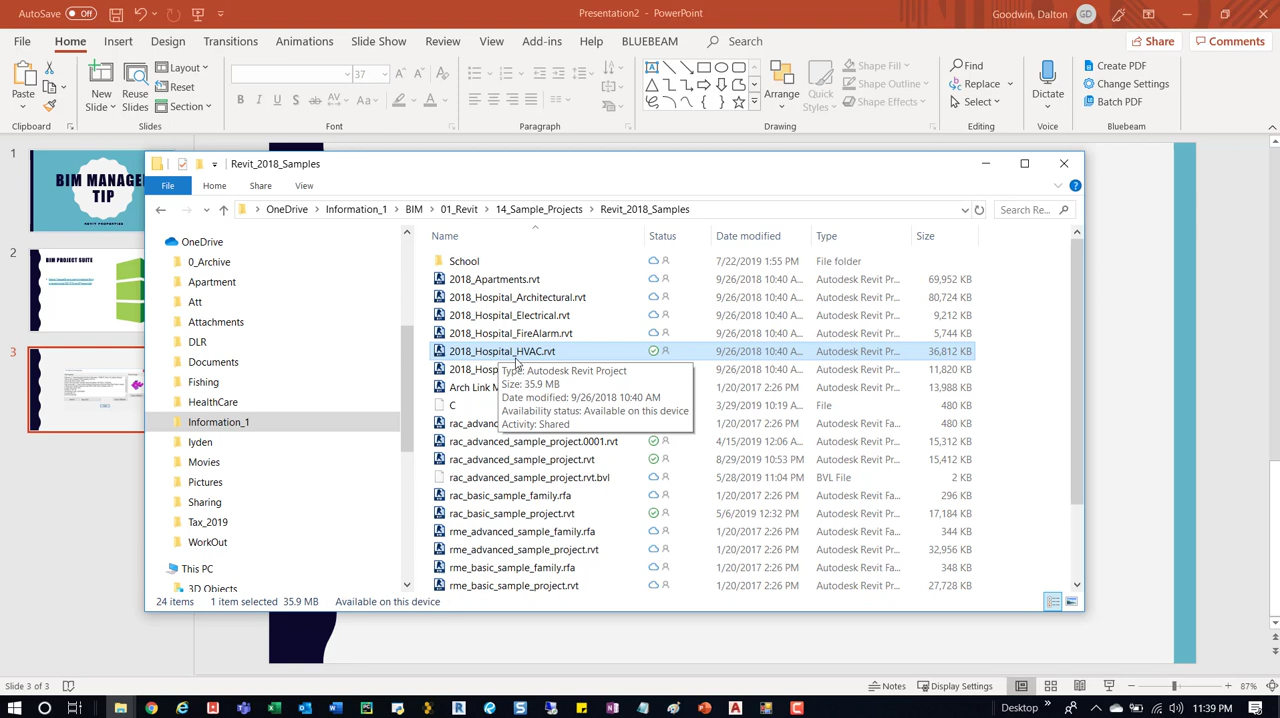 AutoSave Off
Presentation2 - PowerPoint
Goodwin, Dalton GD
File Home Insert Design Transitions Animations Slide Show Review View Add-ins Help BLUEBEAM Search Share Comments
Paste
Clipboard
New Slides
Reuse Slides
Layout
Reset
Section
Slides
37
B I U S ab AV Aa A
Font
Paragraph
Arrange
Quick Styles
Shape Fill
Shape Outline
Shape Effects
Drawing
Find
Replace
Select
Editing
Dictate
Voice
Create PDF
Change Settings
Batch PDF
Bluebeam
1
BIM MANAGE
TIP
REVIT PROPERTIES
2
BIM PROJECT SUITE
3
Revit_2018_Samples
File Home Share View
OneDrive Information_1 BIM 01_Revit 14_Sample_Projects Revit_2018_Samples
Search Re...
OneDrive
0_Archive
Apartment
Att
Attachments
DLR
Documents
Fishing
HealthCare
Information_1
lyden
Movies
Pictures
Sharing
Tax_2019
WorkOut
This PC
3D Objects
Name Status Date modified Type Size
School 7/22/2019 1:55 PM File folder
2018_Apartments.rvt 9/26/2018 10:40 A... Autodesk Revit Pr... 69,952 KB
2018_Hospital_Architectural.rvt 9/26/2018 10:40 A... Autodesk Revit Pr... 80,724 KB
2018_Hospital_Electrical.rvt 9/26/2018 10:40 A... Autodesk Revit Pr... 9,212 KB
2018_Hospital_FireAlarm.rvt 9/26/2018 10:40 A... Autodesk Revit Pr... 5,744 KB
2018_Hospital_HVAC.rvt 9/26/2018 10:40 A... Autodesk Revit Pr... 36,812 KB
2018_Hosp 9/26/2018 10:40 A... Autodesk Revit Pr... 11,820 KB
Arch Link M 1/20/2017 2:26 PM Autodesk Revit Pr... 13,988 KB
C 3/29/2019 10:19 A... File 480 KB
rac_advan 1/20/2017 2:26 PM Autodesk Revit Fa... 480 KB
rac_advanced_sample_project.0001.rvt 4/15/2019 12:06 A... Autodesk Revit Pr... 15,312 KB
rac_advanced_sample_project.rvt 8/29/2019 10:53 PM Autodesk Revit Pr... 15,412 KB
rac_advanced_sample_project.rvt.bvl 5/28/2019 11:04 PM BVL File 2 KB
rac_basic_sample_family.rfa 1/20/2017 2:26 PM Autodesk Revit Fa... 296 KB
rac_basic_sample_project.rvt 5/6/2019 12:32 PM Autodesk Revit Pr... 17,184 KB
rme_advanced_sample_family.rfa 1/20/2017 2:26 PM Autodesk Revit Fa... 344 KB
rme_advanced_sample_project.rvt 1/20/2017 2:26 PM Autodesk Revit Pr... 32,956 KB
rme_basic_sample_family.rfa 1/20/2017 2:26 PM Autodesk Revit Fa... 348 KB
rme_basic_sample_project.rvt 1/20/2017 2:26 PM Autodesk Revit Pr... 27,728 KB
Type: Autodesk Revit Project
Size: 35.9 MB
Date modified: 9/26/2018 10:40 AM
Availability status: Available on this device
Activity: Shared
24 items 1 item selected 35.9 MB Available on this device
Slide 3 of 3
Notes Display Settings 87%
Desktop 11:39 PM